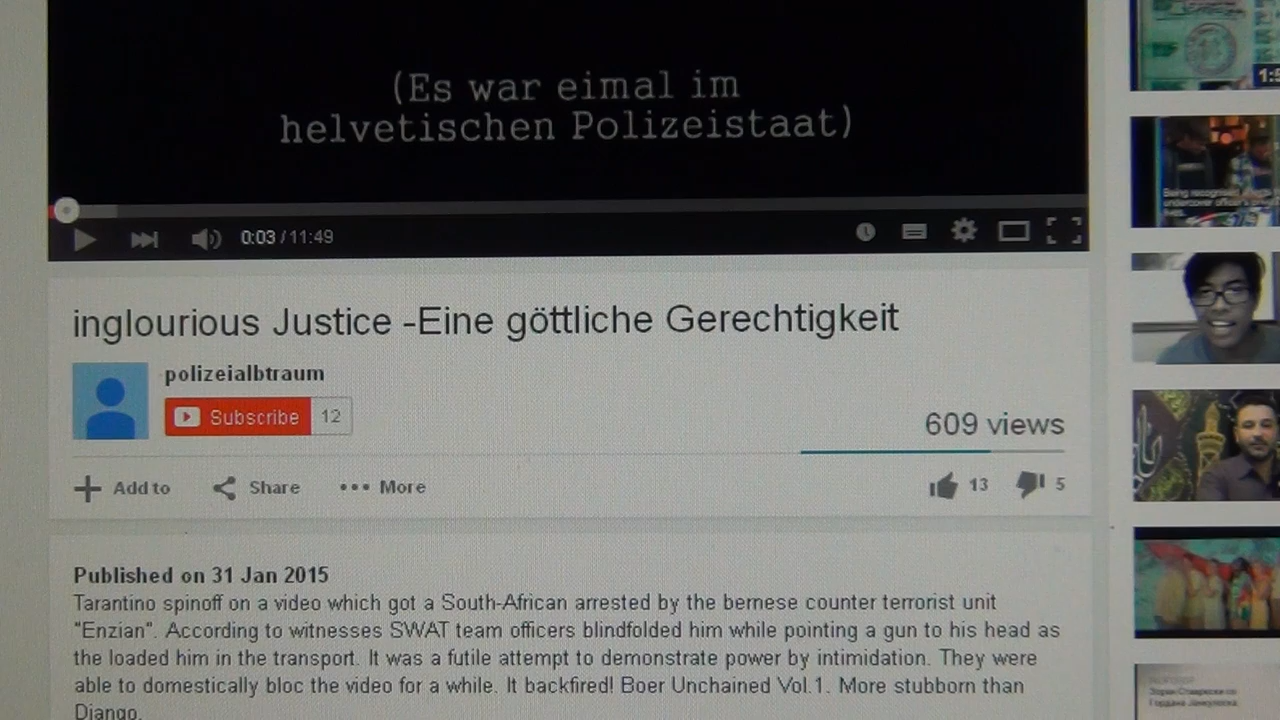 (Es war eimal im
helvetischen Polizeistaat)
0:03 / 11:49
inglourious Justice -Eine göttliche Gerechtigkeit
polizeialbtraum
Subscribe 12
609 views
Add to Share More 13 5
Published on 31 Jan 2015
Tarantino spinoff on a video which got a South-African arrested by the bernese counter terrorist unit
"Enzian". According to witnesses SWAT team officers blindfolded him while pointing a gun to his head as
the loaded him in the transport. It was a futile attempt to demonstrate power by intimidation. They were
able to domestically bloc the video for a while. It backfired! Boer Unchained Vol.1. More stubborn than
Django.